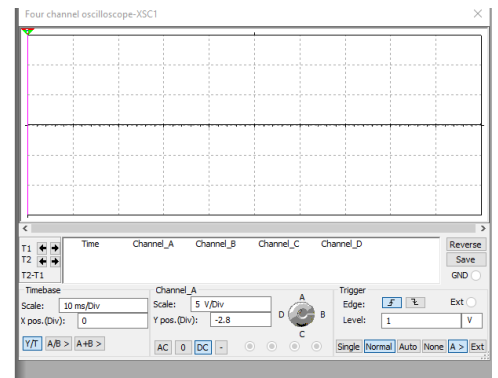 Four channel oscilloscope-XSC1
Time Channel_A Channel_B Channel_C Channel_D
T1
T2
T2-T1
Reverse
Save
GND
Timebase
Scale: 10 ms/Div
X pos.(Div): 0
Y/T A/B > A+B >
Channel_A
Scale: 5 V/Div
Y pos.(Div): -2.8
AC 0 DC -
A
D B
C
Trigger
Edge: Ext
Level: 1 V
Single Normal Auto None A > Ext